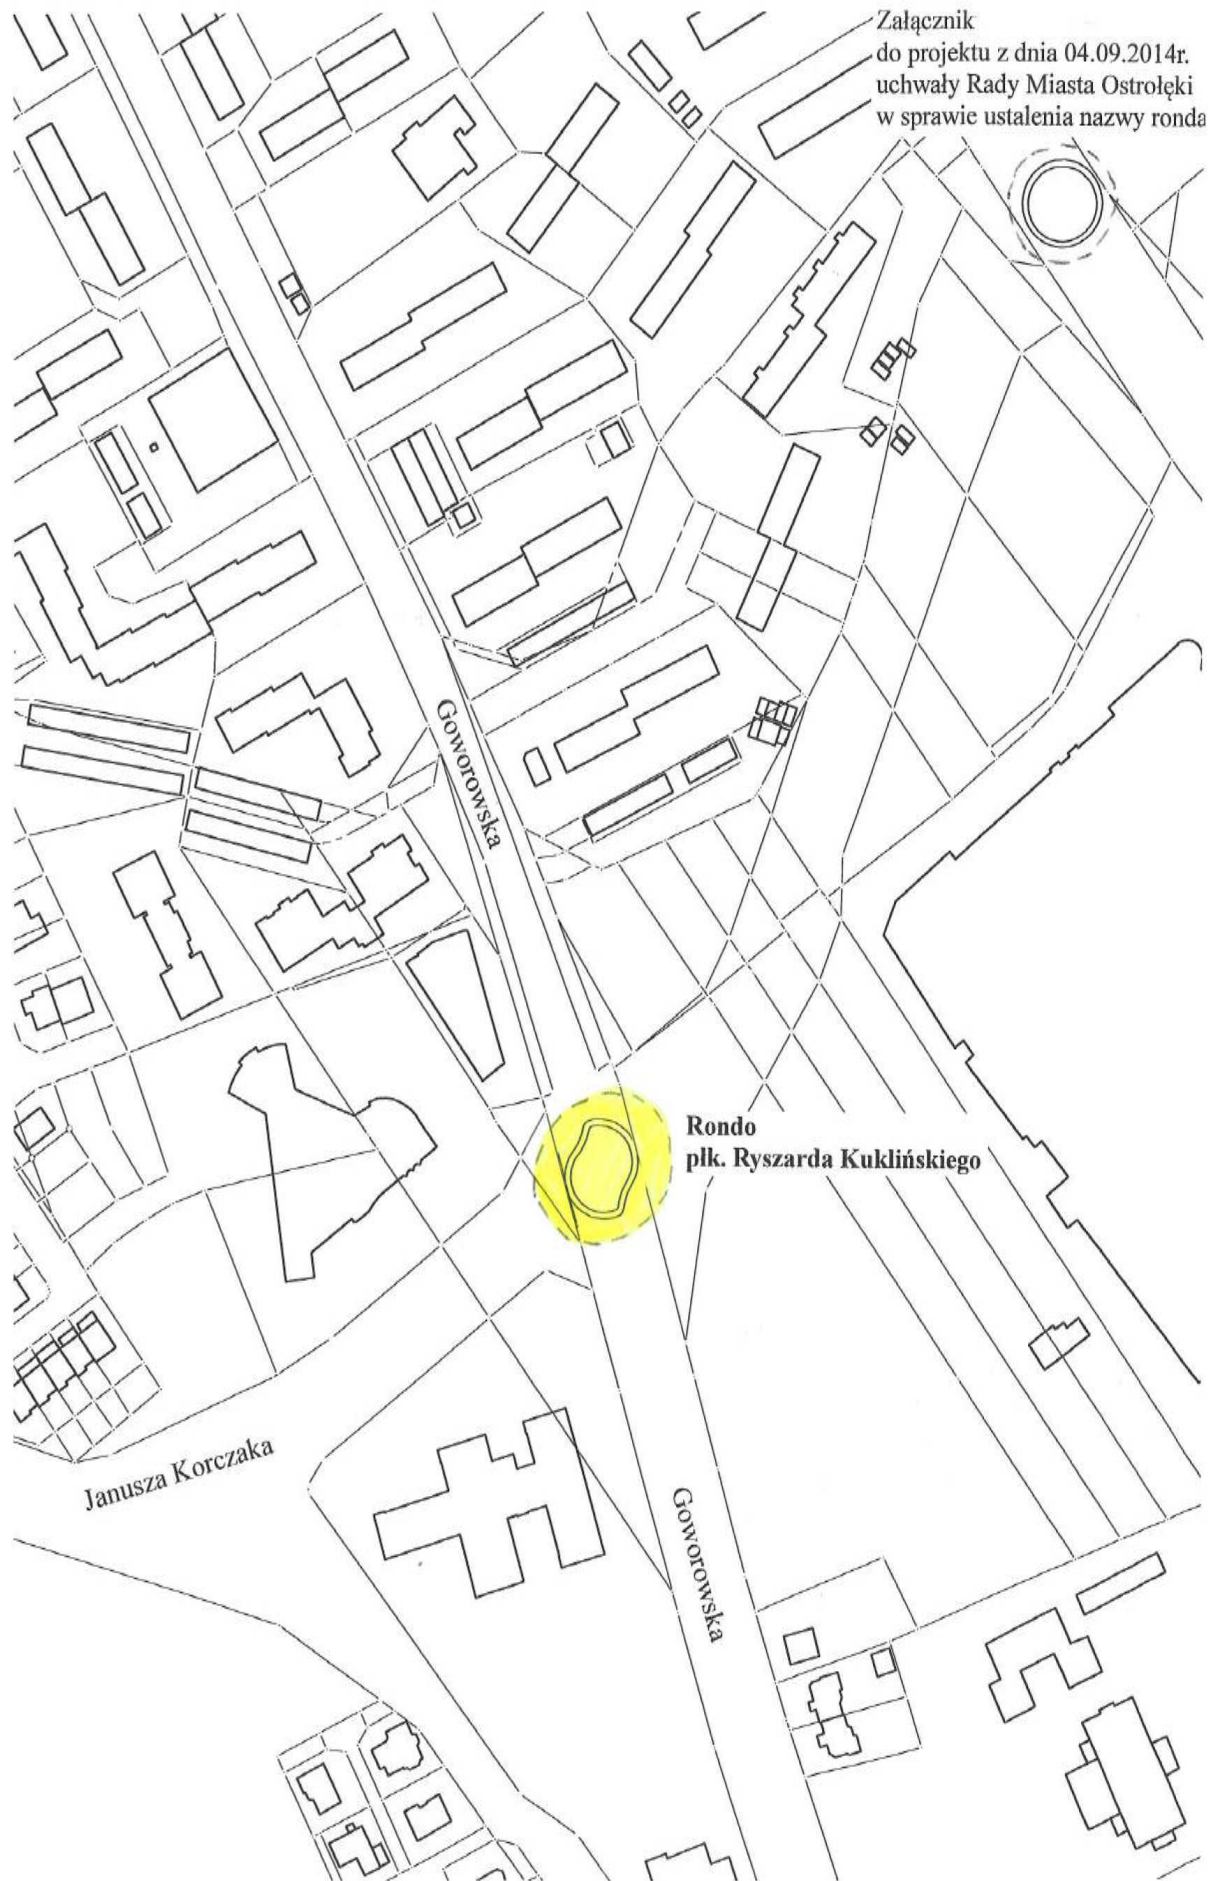 Załącznik
do projektu z dnia 04.09.2014r.
uchwały Rady Miasta Ostrołęki
w sprawie ustalenia nazwy ronda
Goworowska
Rondo
płk. Ryszarda Kuklińskiego
Janusza Korczaka
Goworowska